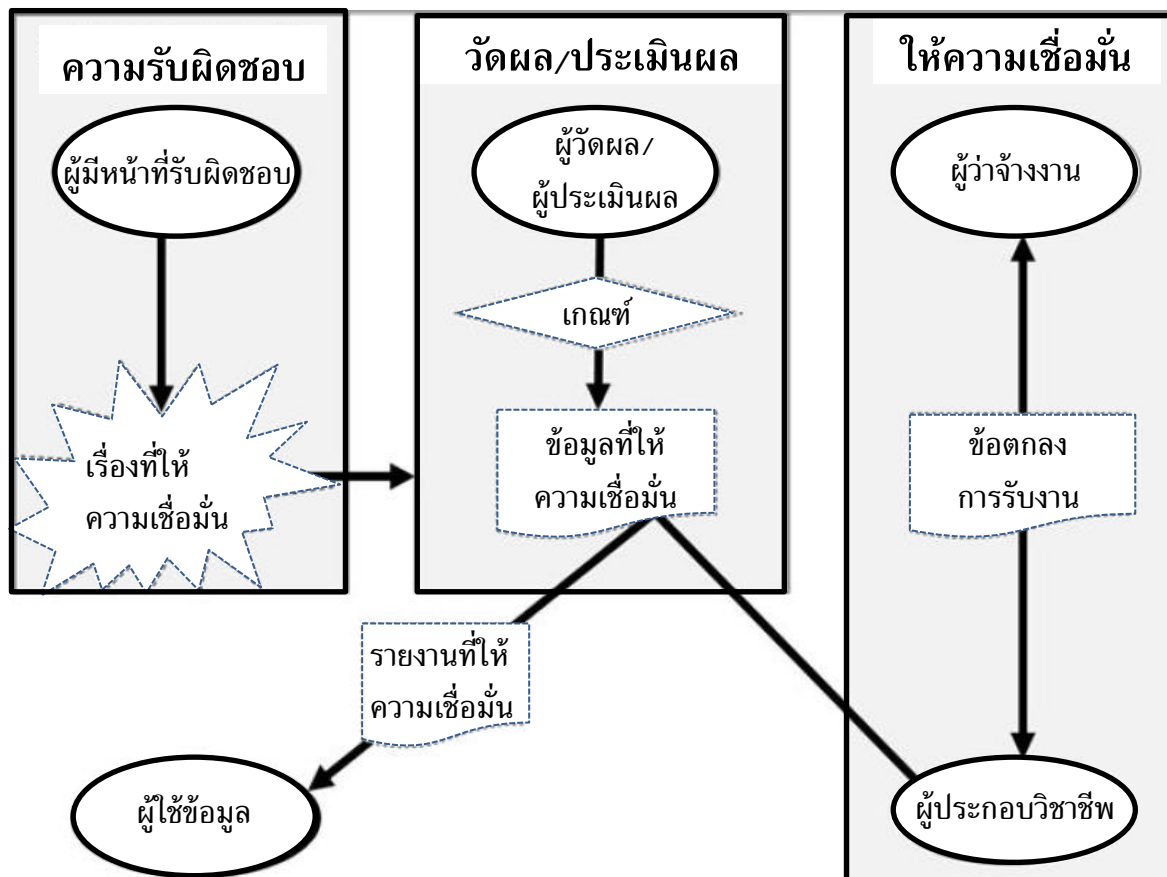 ความรับผิดชอบ
ผู้มีหน้าที่รับผิดชอบ
เรื่องที่ให้
ความเชื่อมั่น
วัดผล/ประเมินผล
ผู้วัดผล/
ผู้ประเมินผล
เกณฑ์
ข้อมูลที่ให้
ความเชื่อมั่น
ให้ความเชื่อมั่น
ผู้ว่าจ้างงาน
ข้อตกลง
การรับงาน
รายงานที่ให้
ความเชื่อมั่น
ผู้ใช้ข้อมูล
ผู้ประกอบวิชาชีพ